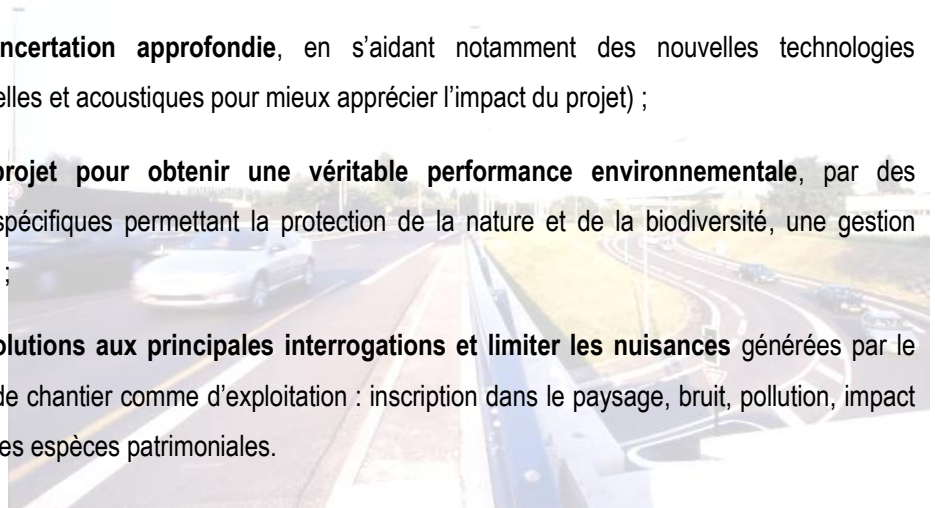 ncertation approfondie, en s’aidant notamment des nouvelles technologies
elles et acoustiques pour mieux apprécier l’impact du projet) ;
projet pour obtenir une véritable performance environnementale, par des
spécifiques permettant la protection de la nature et de la biodiversité, une gestion
;
olutions aux principales interrogations et limiter les nuisances générées par le
de chantier comme d’exploitation : inscription dans le paysage, bruit, pollution, impact
es espèces patrimoniales.